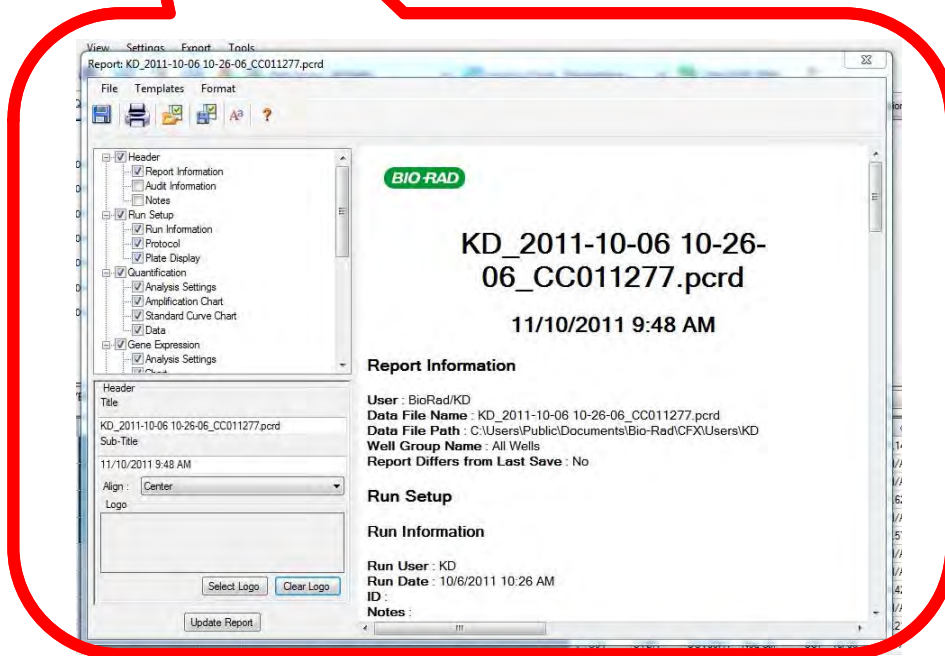 View Settings Export Tools
Report: KD_2011-10-06 10-26-06_CC011277.pcrd
File Templates Format
Aª ?
Header
Report Information
Audit Information
Notes
Run Setup
Run Information
Protocol
Plate Display
Quantification
Analysis Settings
Amplification Chart
Standard Curve Chart
Data
Gene Expression
Analysis Settings
Chart
Header
Title
KD_2011-10-06 10-26-06_CC011277.pcrd
Sub-Title
11/10/2011 9:48 AM
Align : Center
Logo
Select Logo Clear Logo
Update Report
BIO-RAD
KD_2011-10-06 10-26-
06_CC011277.pcrd
11/10/2011 9:48 AM
Report Information
User : BioRad/KD
Data File Name : KD_2011-10-06 10-26-06_CC011277.pcrd
Data File Path : C:\Users\Public\Documents\Bio-Rad\CFX\Users\KD
Well Group Name : All Wells
Report Differs from Last Save : No
Run Setup
Run Information
Run User : KD
Run Date : 10/6/2011 10:26 AM
ID :
Notes :